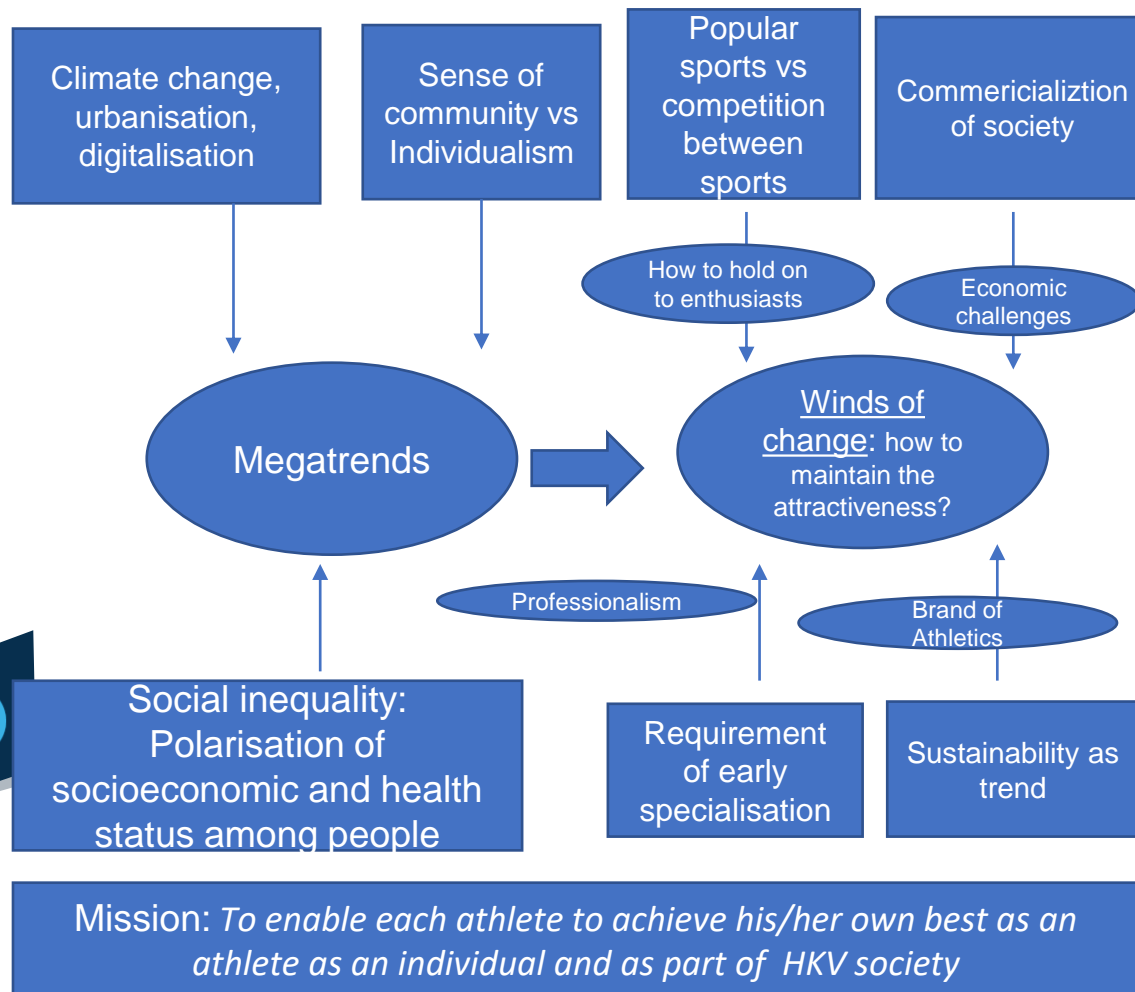 Climate change,
urbanisation,
digitalisation
Sense of
community vs
Individualism
Popular
sports vs
competition
between
sports
Commericializtion
of society
How to hold on
to enthusiasts
Economic
challenges
Megatrends
Winds of
change: how to
maintain the
attractiveness?
Professionalism
Brand of
Athletics
Social inequality:
Polarisation of
socioeconomic and health
status among people
Requirement
of early
specialisation
Sustainability as
trend
Mission: To enable each athlete to achieve his/her own best as an
athlete as an individual and as part of HKV society